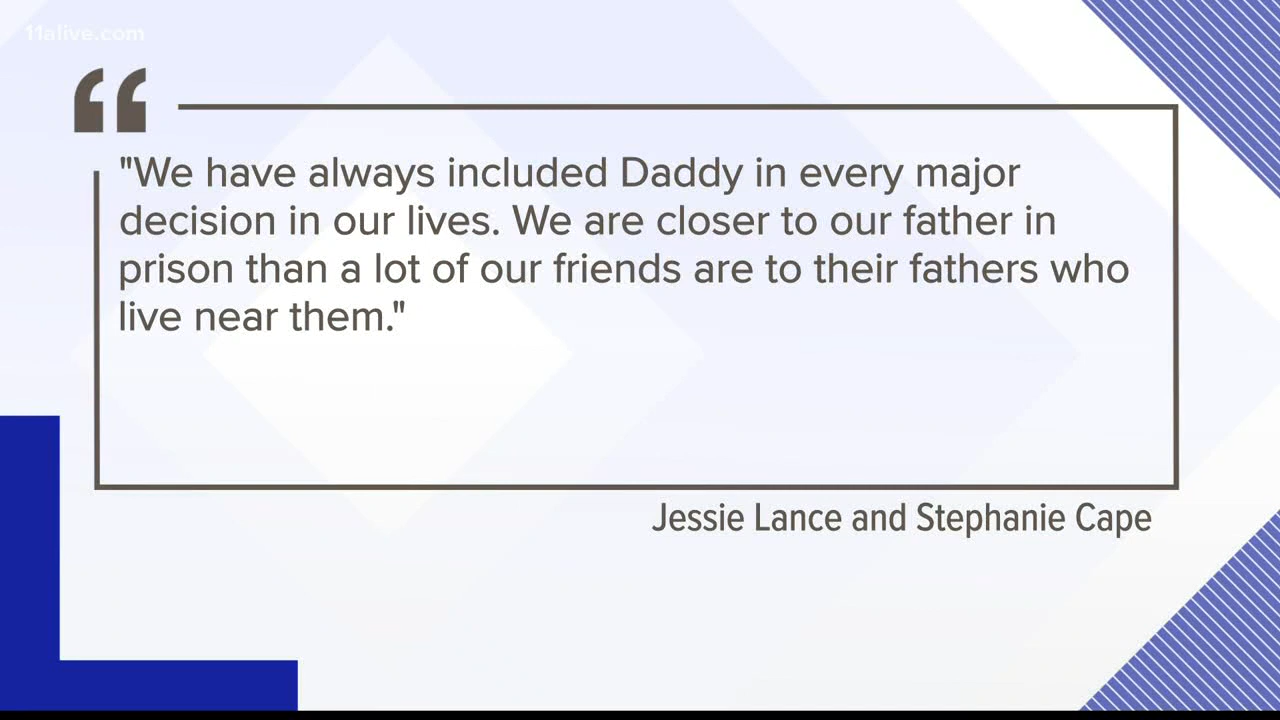 11alive.com
“
"We have always included Daddy in every major
decision in our lives. We are closer to our father in
prison than a lot of our friends are to their fathers who
live near them."
Jessie Lance and Stephanie Cape